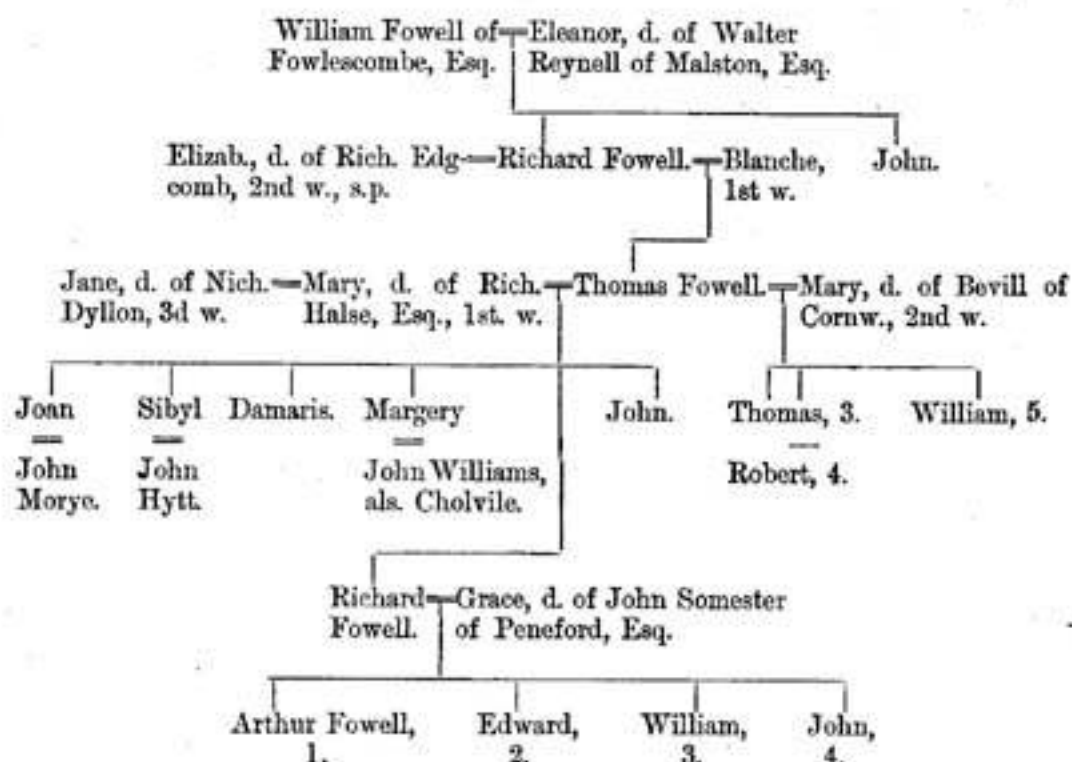 William Fowell of Eleanor, d. of Walter
Fowlescombe, Esq. Reynell of Malston, Esq.
Elizab., d. of Rich. Edg- Richard Fowell. Blanche, John.
comb, 2nd w., s.p. 1st w.
Jane, d. of Nich. Mary, d. of Rich. Thomas Fowell. Mary, d. of Bevill of
Dyllon, 3d w. Halse, Esq., 1st. w. Cornw., 2nd w.
Joan Sibyl Damaris. Margery John. Thomas, 3. William, 5.
John John John Williams, Robert, 4.
Morye. Hytt. als. Cholvile.
Richard Grace, d. of John Somester
Fowell. of Peneford, Esq.
Arthur Fowell, Edward, William, John,
1. 2. 3. 4.